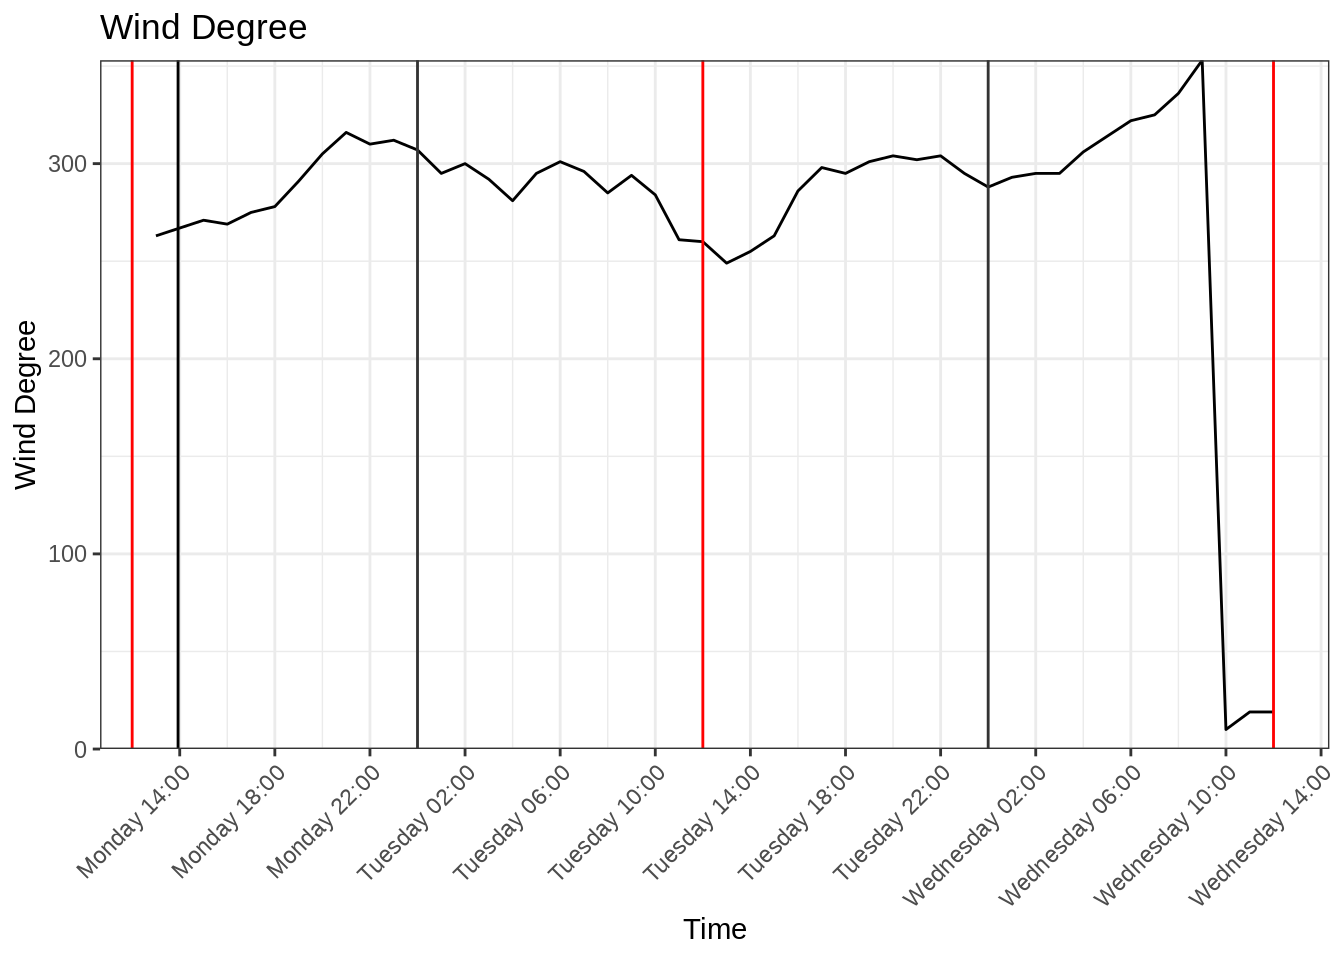 Wind Degree
Wind Degree
300
200
100
0
Monday 14:00
Monday 18:00
Monday 22:00
Tuesday 02:00
Tuesday 06:00
Tuesday 10:00
Tuesday 14:00
Tuesday 18:00
Tuesday 22:00
Wednesday 02:00
Wednesday 06:00
Wednesday 10:00
Wednesday 14:00
Time